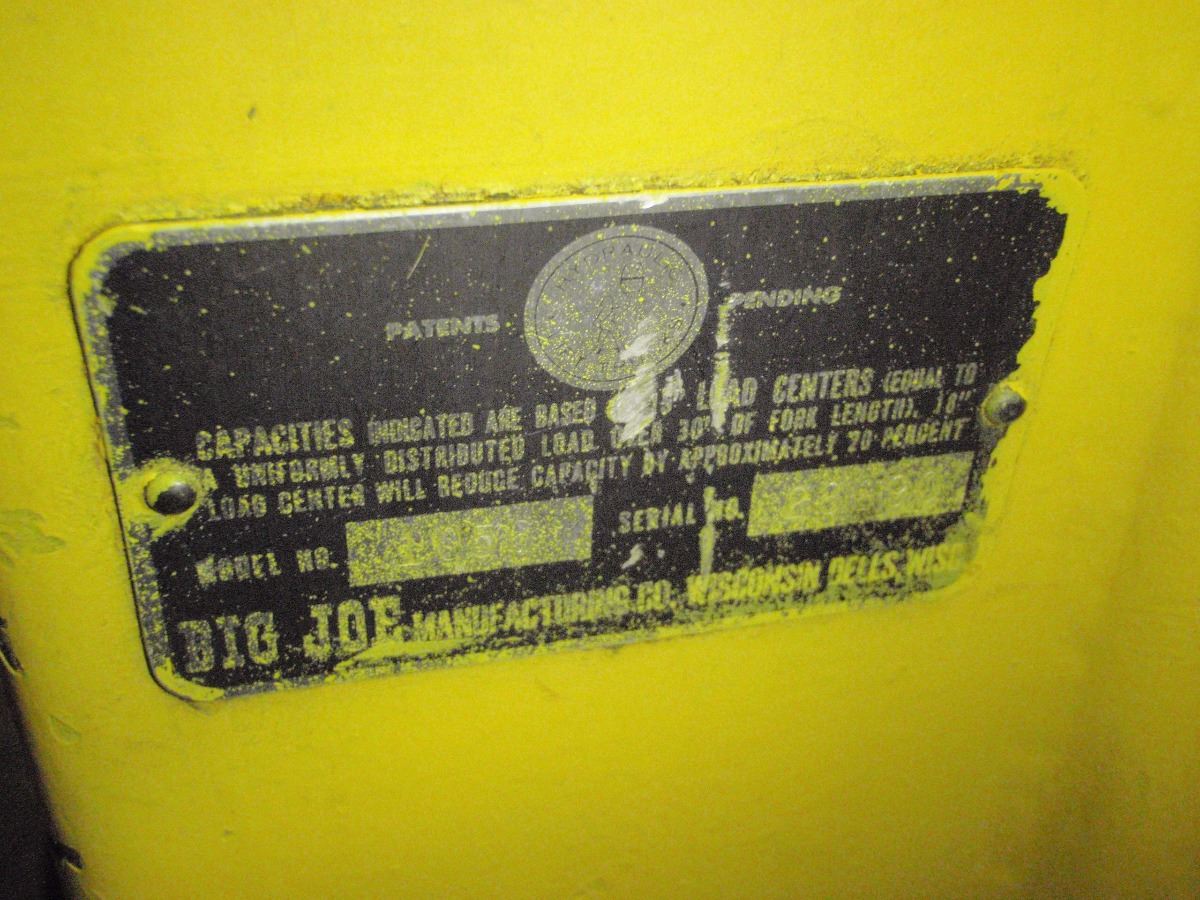 HYDRAULIC
PATENTS PENDING
CAPACITIES INDICATED ARE BASED LOAD CENTERS (EQUAL TO
A UNIFORMLY DISTRIBUTED LOAD OVER 30" OF FORK LENGTH).
LOAD CENTER WILL REDUCE CAPACITY BY APPROXIMATELY 20 PERCENT
MODEL NO. SERIAL NO.
BIG JOE MANUFACTURING CO. WISCONSIN DELLS, WISC.